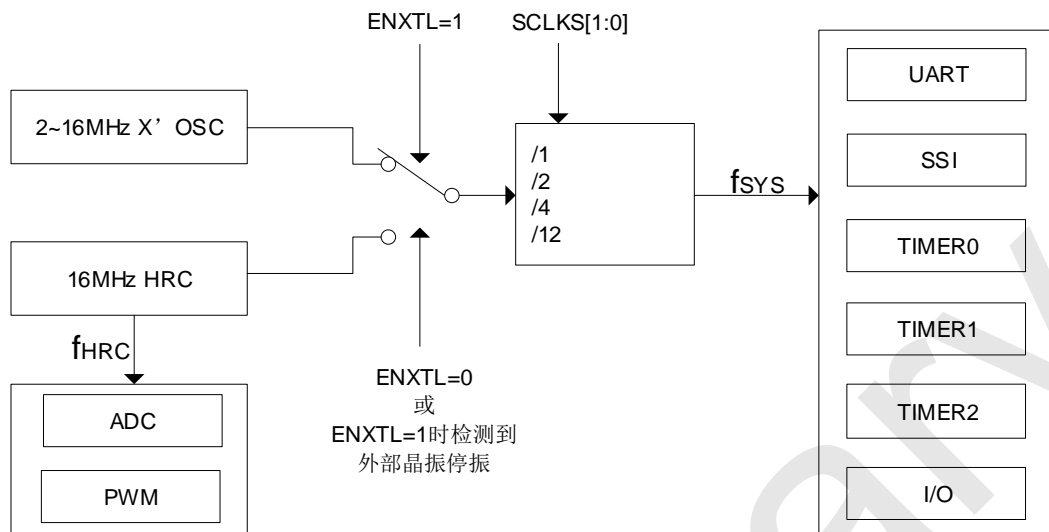 ENXTL=1
SCLKS[1:0]
2~16MHz X’ OSC
16MHz HRC
fHRC
ADC
PWM
/1
/2
/4
/12
fSYS
ENXTL=0
或
ENXTL=1时检测到
外部晶振停振
UART
SSI
TIMER0
TIMER1
TIMER2
I/O